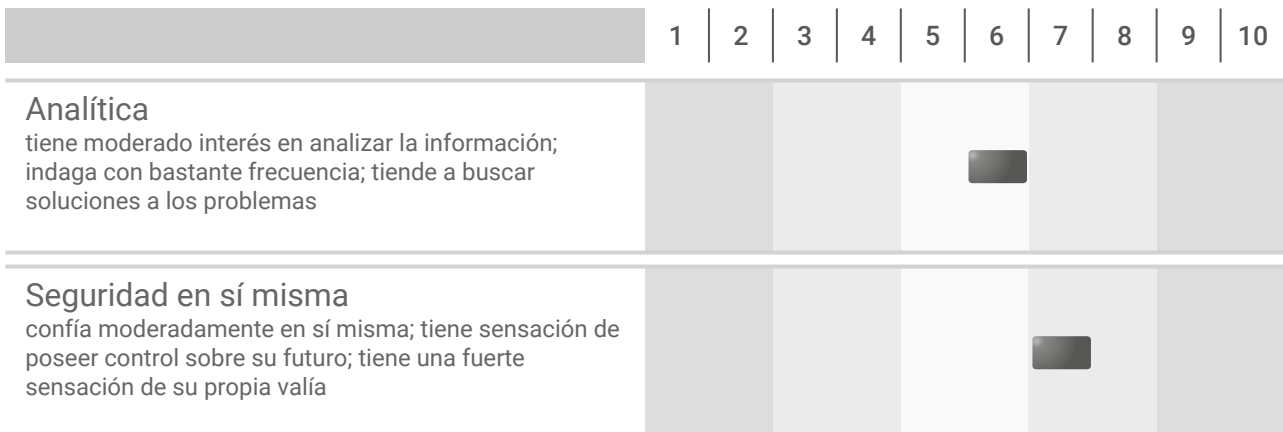 1 2 3 4 5 6 7 8 9 10
Analítica
tiene moderado interés en analizar la información;
indaga con bastante frecuencia; tiende a buscar
soluciones a los problemas
Seguridad en sí misma
confía moderadamente en sí misma; tiene sensación de
poseer control sobre su futuro; tiene una fuerte
sensación de su propia valía